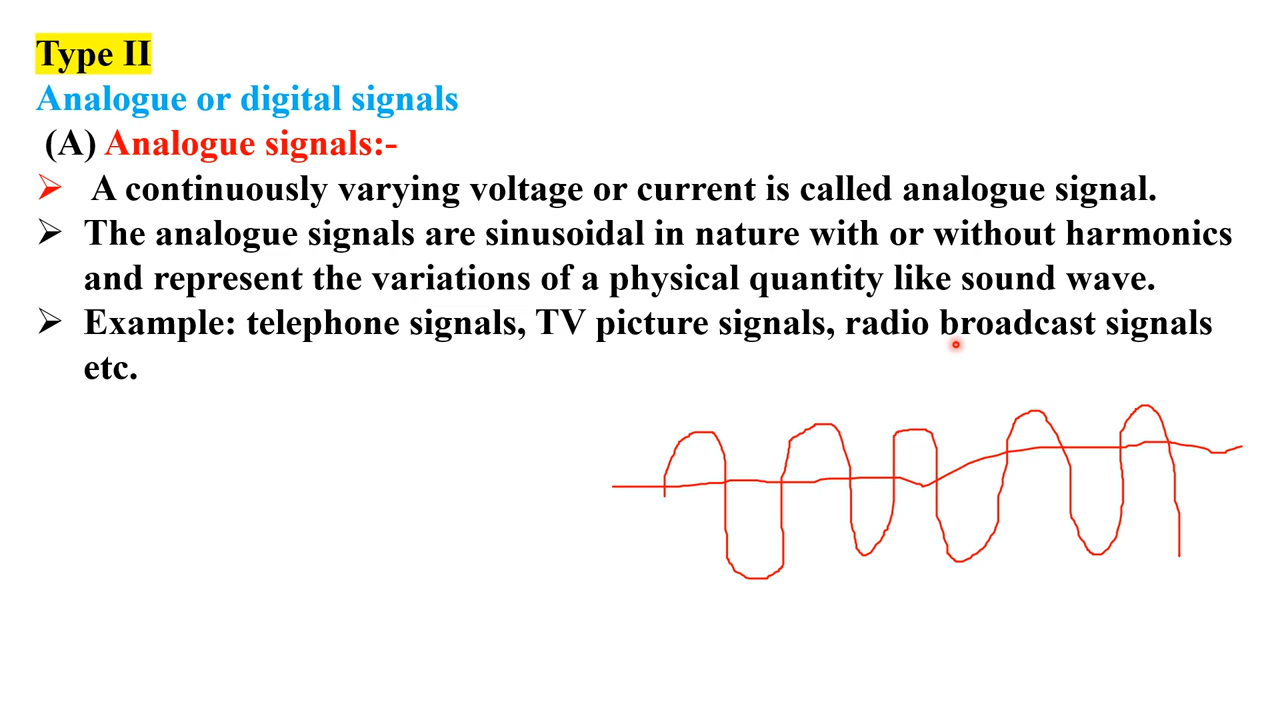 Type II
Analogue or digital signals
(A) Analogue signals:-
➢ A continuously varying voltage or current is called analogue signal.
➢ The analogue signals are sinusoidal in nature with or without harmonics
and represent the variations of a physical quantity like sound wave.
➢ Example: telephone signals, TV picture signals, radio broadcast signals
etc.